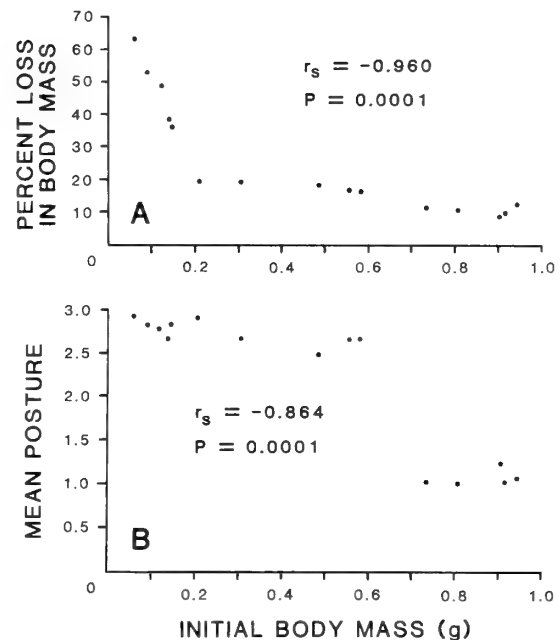 PERCENT LOSS
IN BODY MASS
70
60
50
40
30
20
10
0
rs = -0.960
P = 0.0001
A
0.2
0.4
0.6
0.8
1.0
MEAN POSTURE
3.0
2.5
2.0
1.5
1.0
0.5
0
rs = -0.864
P = 0.0001
B
0.2
0.4
0.6
0.8
1.0
INITIAL BODY MASS (g)